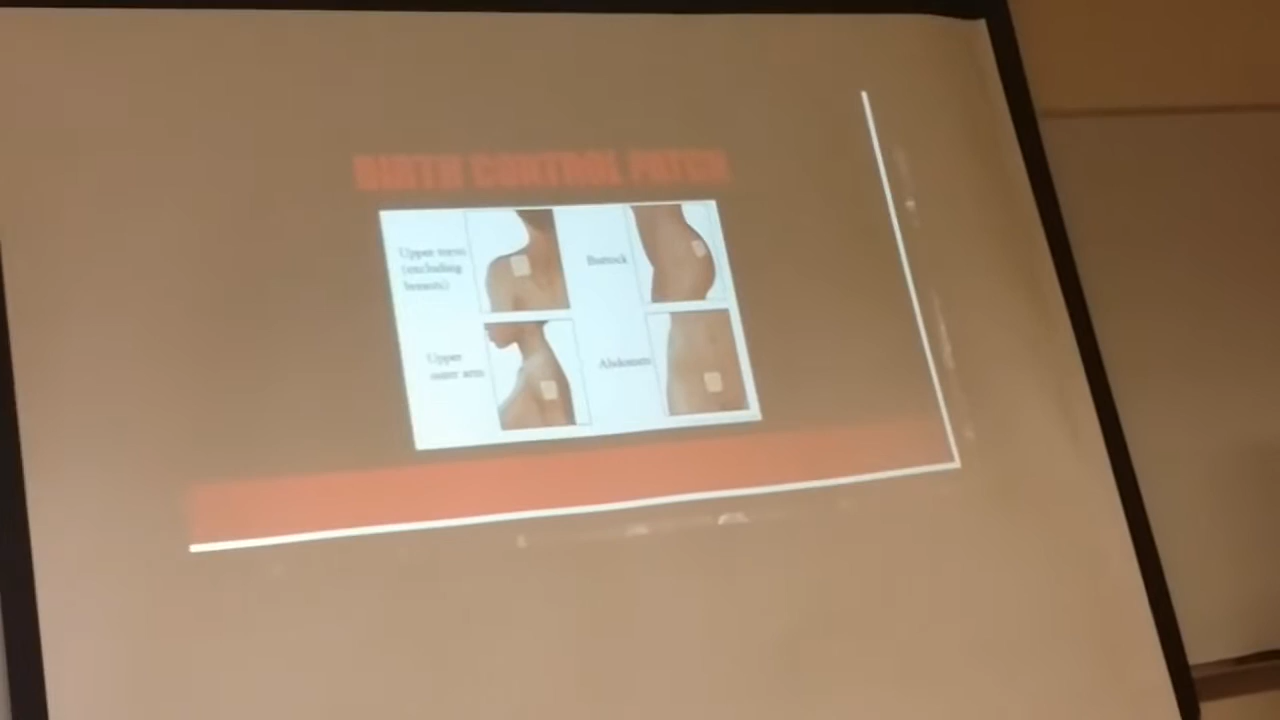 BIRTH CONTROL PATCH
Upper torso
(excluding
breasts)
Buttock
Upper
outer arm
Abdomen